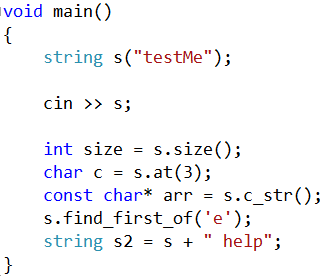 void main()
{
string s("testMe");
cin >> s;
int size = s.size();
char c = s.at(3);
const char* arr = s.c_str();
s.find_first_of('e');
string s2 = s + " help";
}